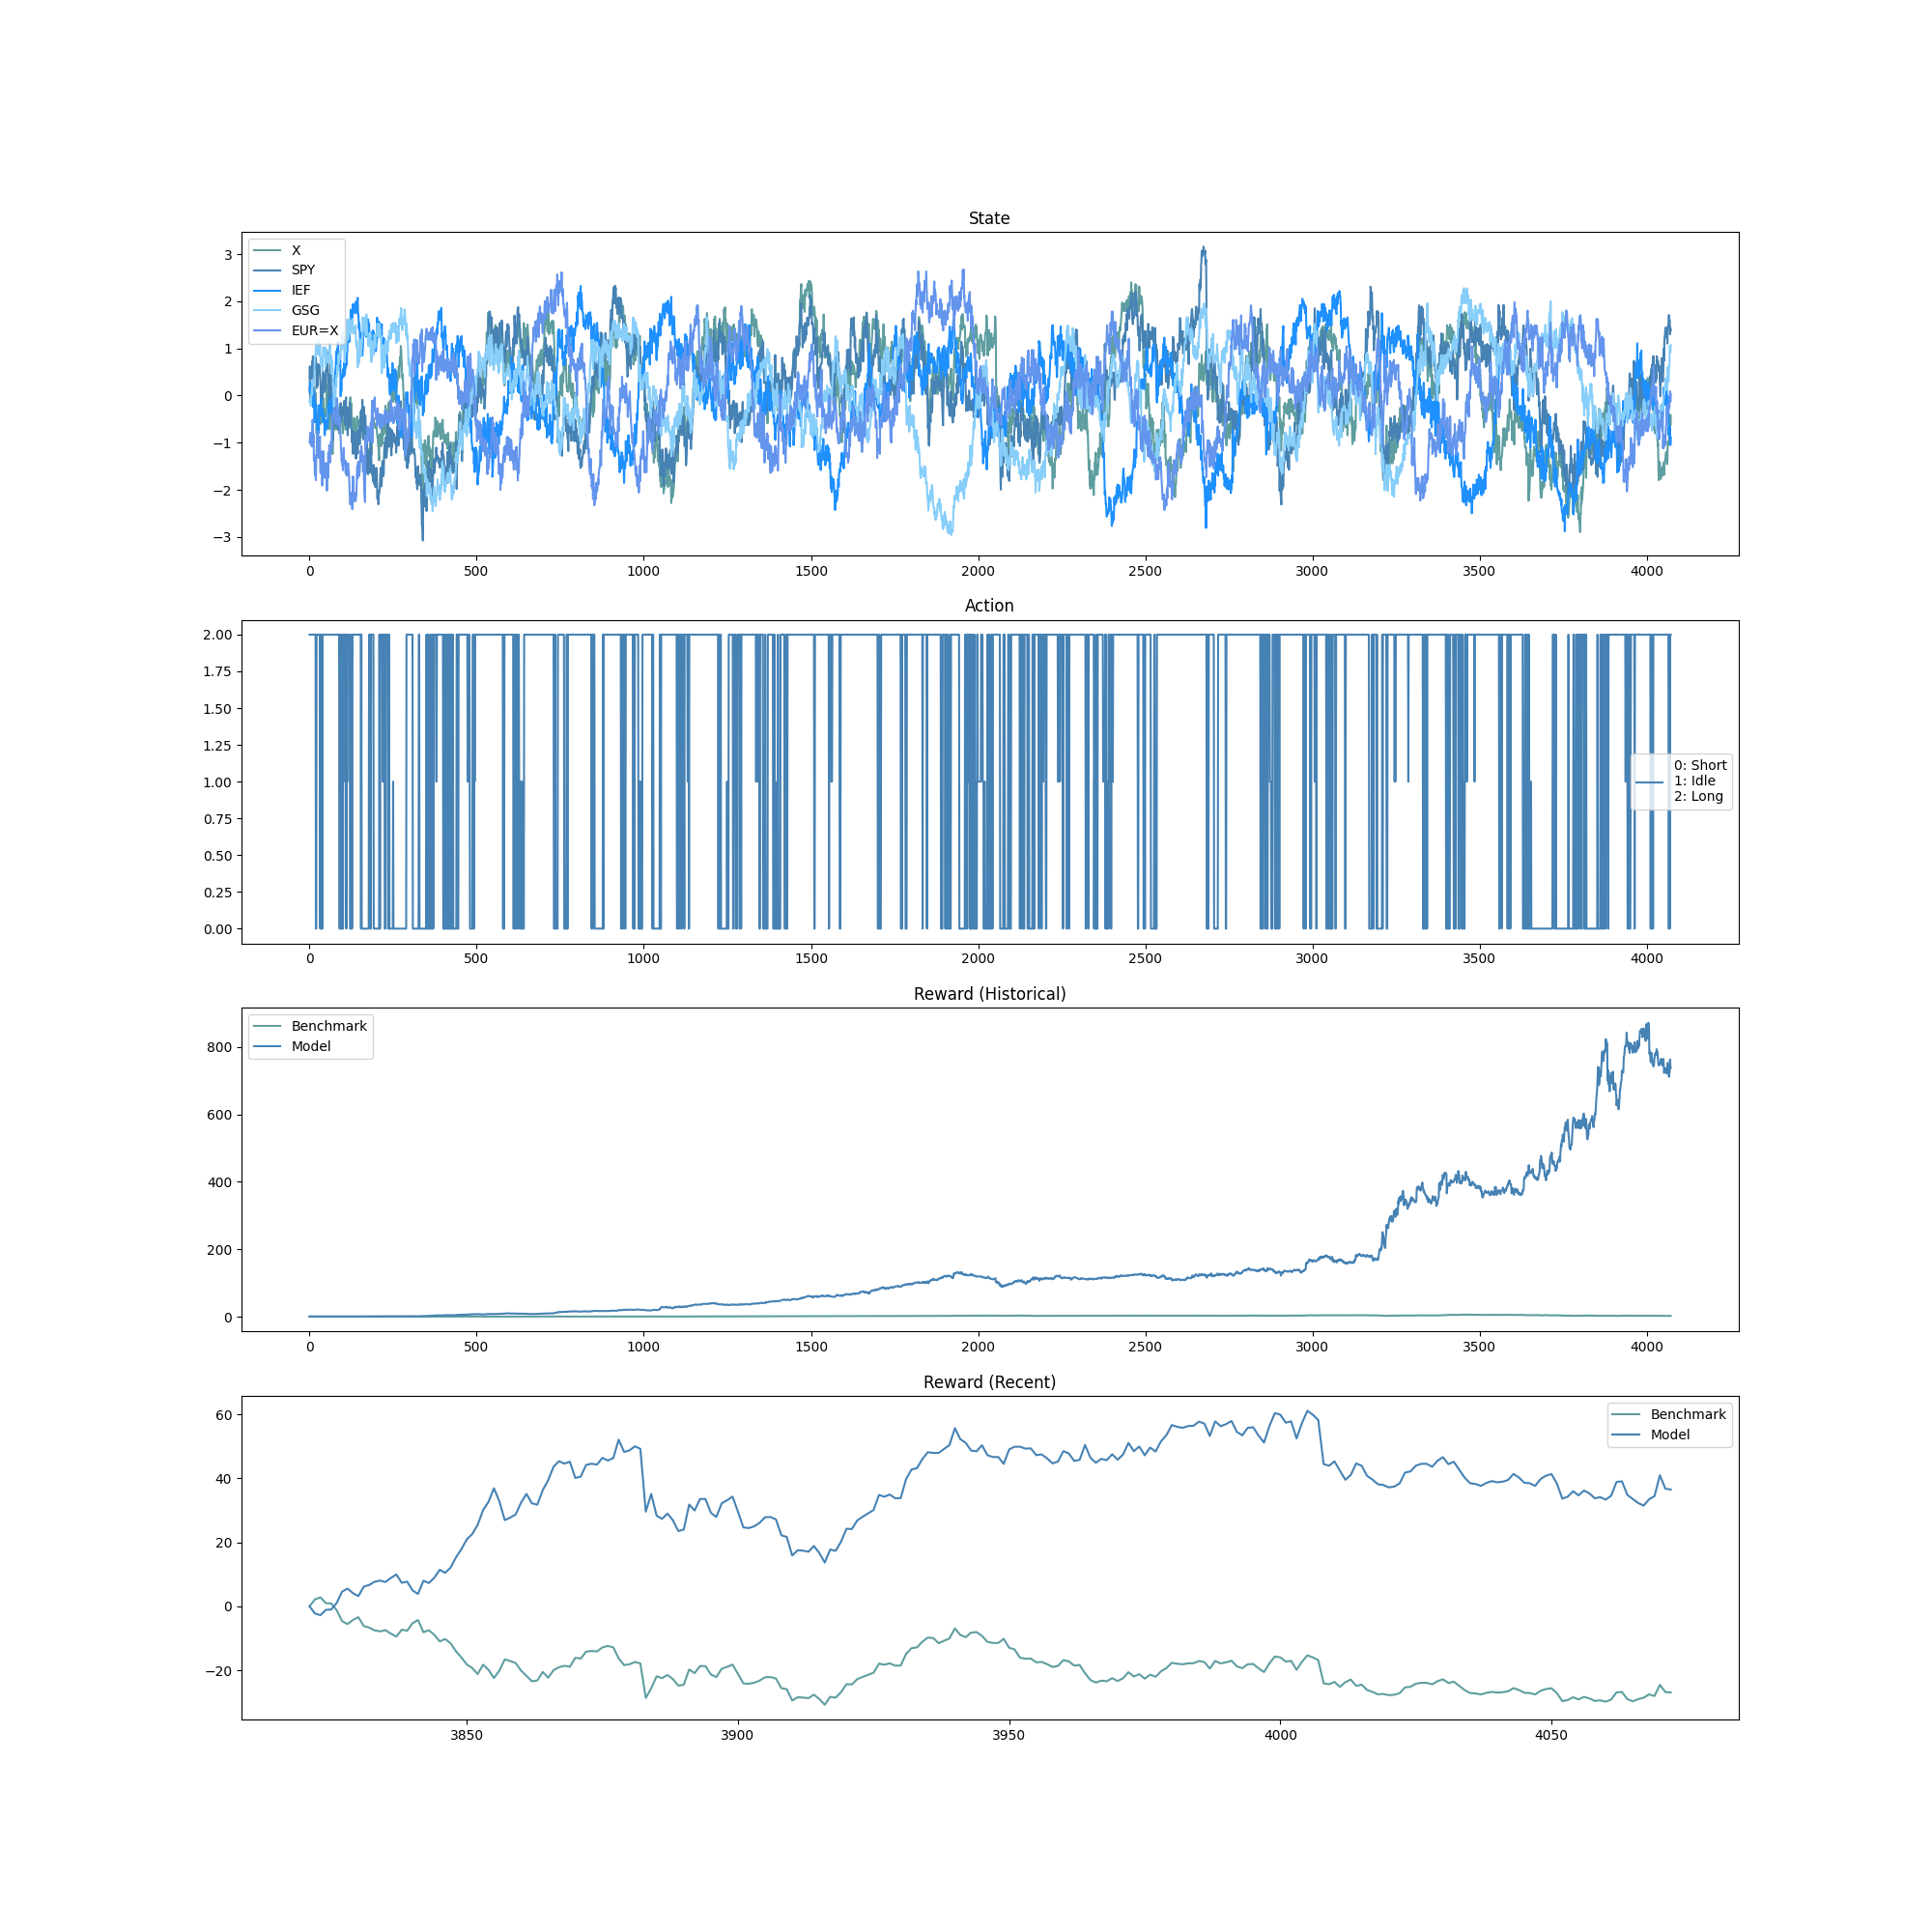 State
3
2
1
0
−1
−2
−3
X
SPY
IEF
GSG
EUR=X
0 500 1000 1500 2000 2500 3000 3500 4000
Action
2.00
1.75
1.50
1.25
1.00
0.75
0.50
0.25
0.00
0: Short
1: Idle
2: Long
0 500 1000 1500 2000 2500 3000 3500 4000
Reward (Historical)
Benchmark
Model
800
600
400
200
0
0 500 1000 1500 2000 2500 3000 3500 4000
Reward (Recent)
60
40
20
0
−20
Benchmark
Model
3850 3900 3950 4000 4050